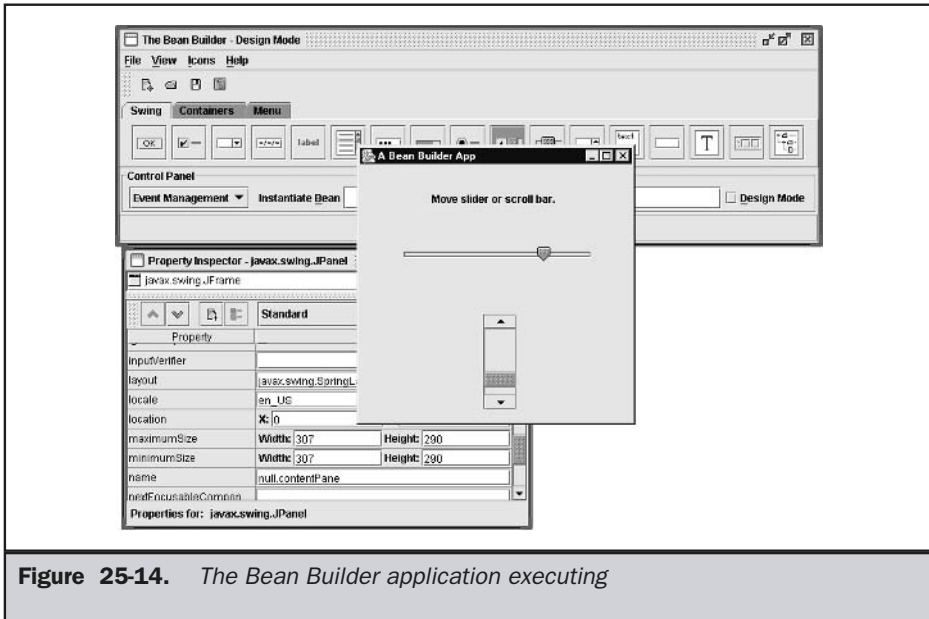 The Bean Builder - Design Mode
File View Icons Help
Swing Containers Menu
OK label text T
Control Panel
Event Management Instantiate Bean Design Mode
A Bean Builder App
Move slider or scroll bar.
Property Inspector - javax.swing.JPanel
javax.swing.JFrame
Standard
Property
inputVerifier
layout javax.swing.SpringL
locale en_US
location X: 0
maximumSize Width: 307 Height: 290
minimumSize Width: 307 Height: 290
name null.contentPane
nextFocusableCompon
Properties for: javax.swing.JPanel
Figure 25-14. The Bean Builder application executing